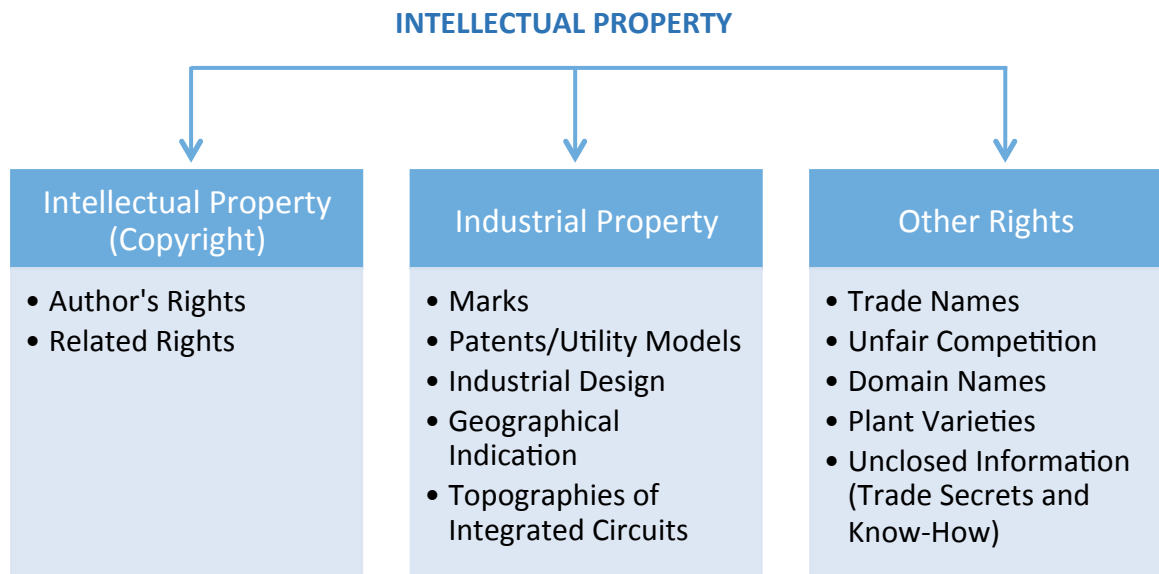 INTELLECTUAL PROPERTY
Intellectual Property
(Copyright)
• Author's Rights
• Related Rights
Industrial Property
• Marks
• Patents/Utility Models
• Industrial Design
• Geographical
Indication
• Topographies of
Integrated Circuits
Other Rights
• Trade Names
• Unfair Competition
• Domain Names
• Plant Varieties
• Unclosed Information
(Trade Secrets and
Know-How)